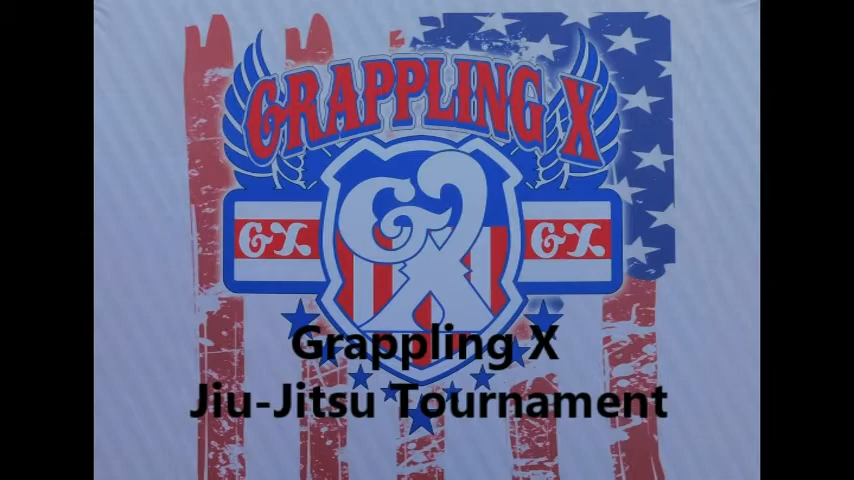 GRAPPLING X
GX
GX
GX
Grappling X
Jiu-Jitsu Tournament